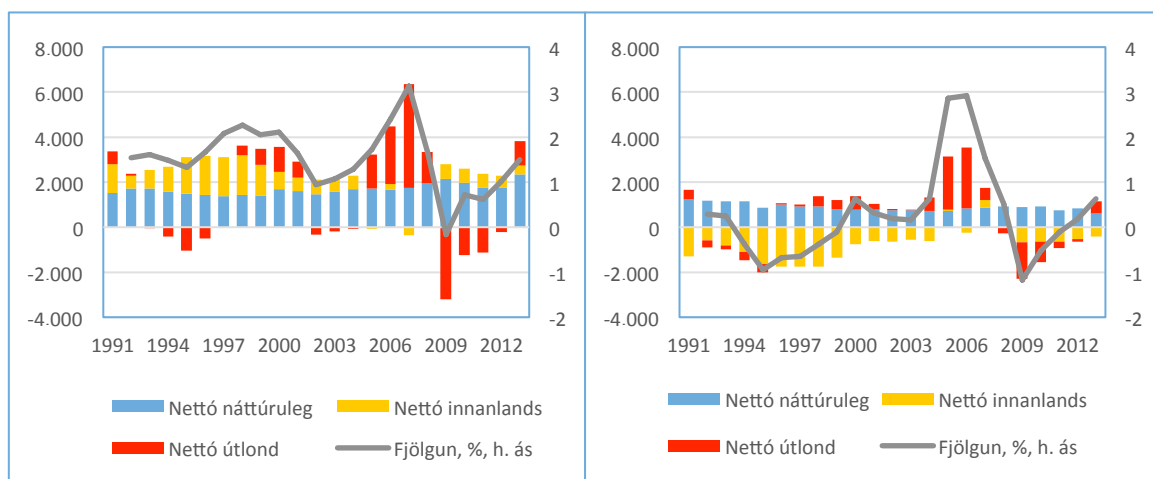 8.000 4
6.000 3
4.000 2
2.000 1
0 0
-2.000 -1
-4.000 -2
1991 1994 1997 2000 2003 2006 2009 2012
Nettó náttúruleg Nettó innanlands
Nettó útlond Fjölgun, %, h. ás
8.000 4
6.000 3
4.000 2
2.000 1
0 0
-2.000 -1
-4.000 -2
1991 1994 1997 2000 2003 2006 2009 2012
Nettó náttúruleg Nettó innanlands
Nettó útlond Fjölgun, %, h. ás